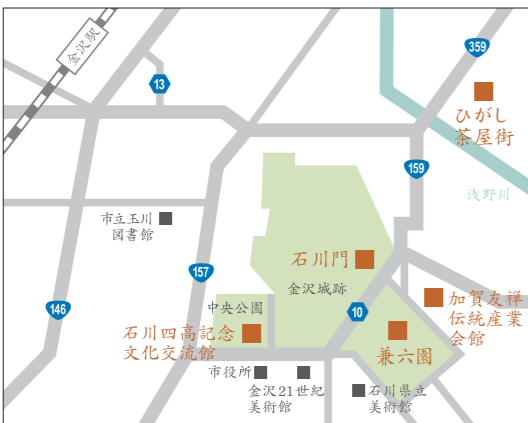 金沢駅
13
359
ひがし
茶屋街
159
浅野川
市立玉川
図書館
157
石川門
金沢城跡
146
中央公園
10
加賀友禅
伝統産業
会館
石川四高記念
文化交流館
兼六園
市役所
金沢21世紀
美術館
石川県立
美術館